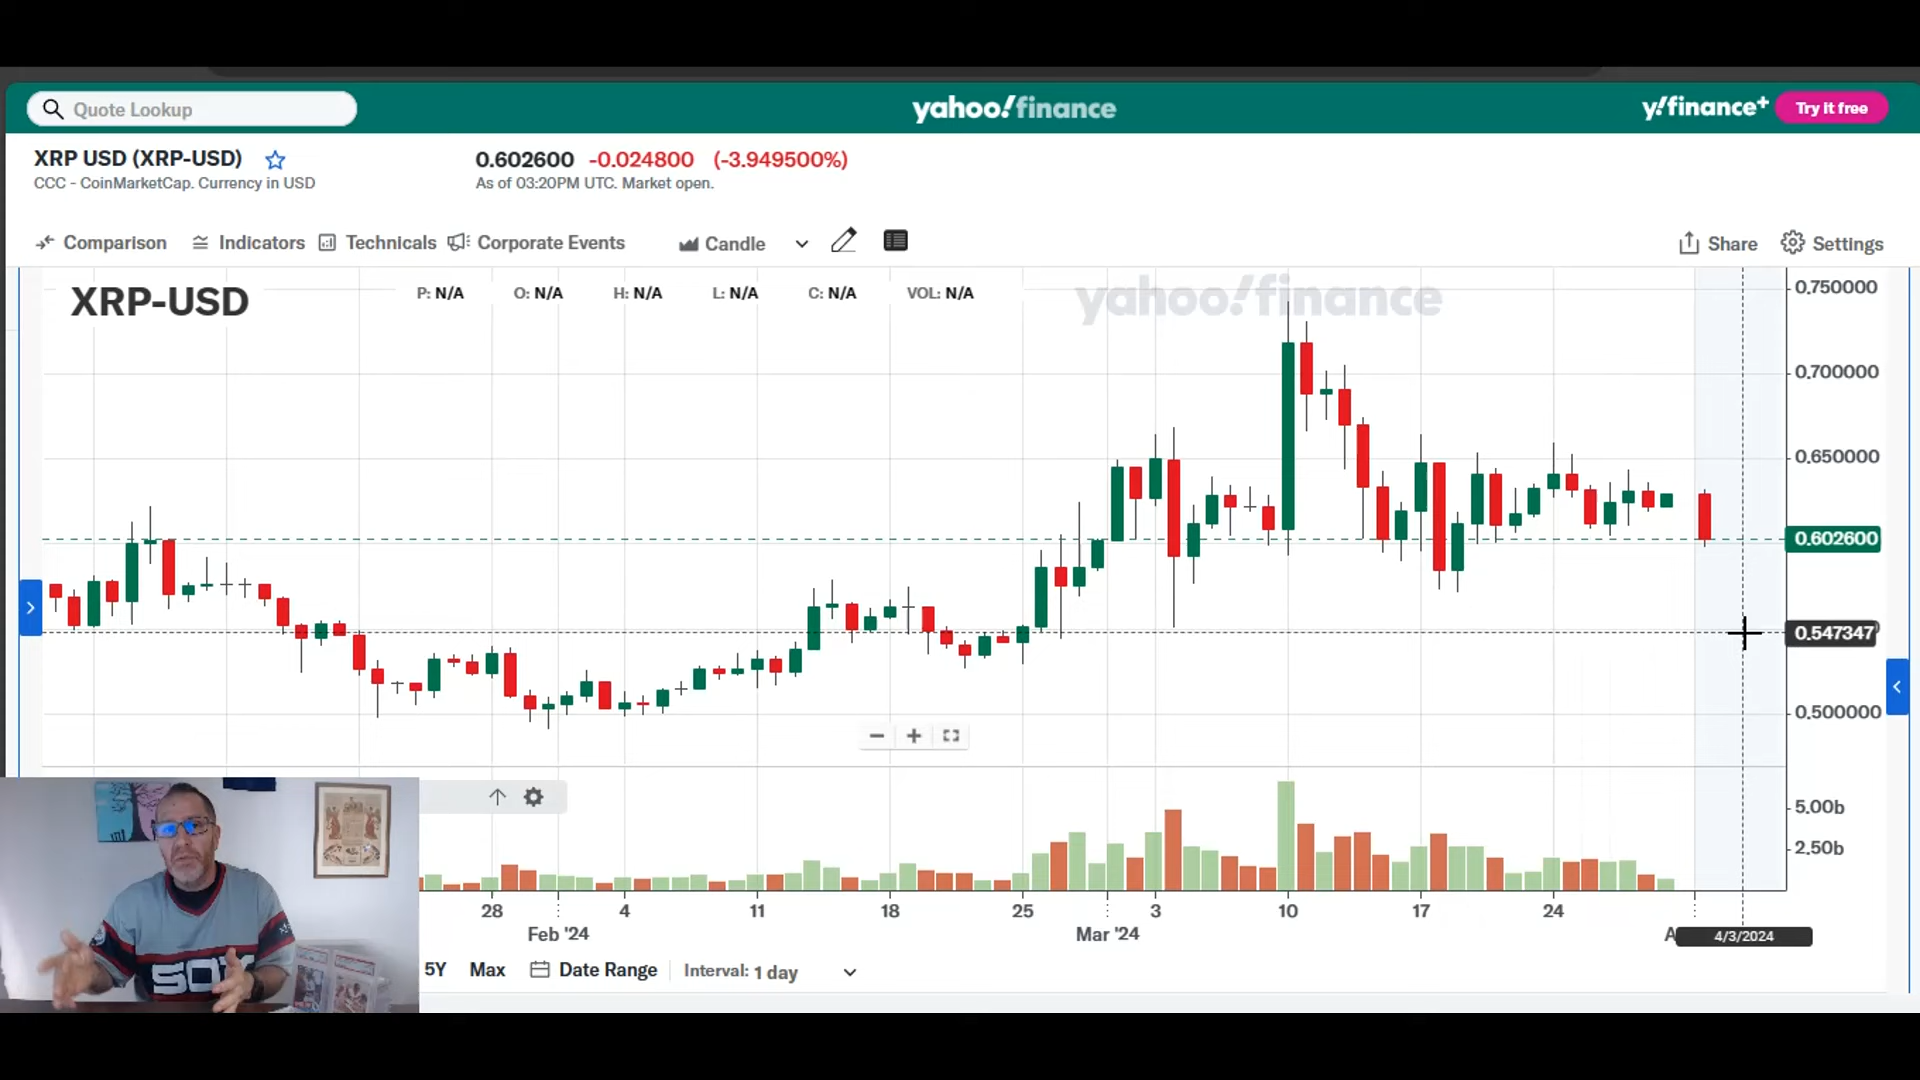 Quote Lookup
yahoo!finance
y!finance+
Try it free
XRP USD (XRP-USD)
0.602600 -0.024800 (-3.949500%)
CCC - CoinMarketCap. Currency in USD
As of 03:20PM UTC. Market open.
Comparison
Indicators
Technicals
Corporate Events
Candle
Share
Settings
XRP-USD
P: N/A
O: N/A
H: N/A
L: N/A
C: N/A
VOL: N/A
yahoo!finance
0.750000
0.700000
0.650000
0.602600
0.547347
0.500000
5.00b
2.50b
28
4
11
18
25
3
10
17
24
Feb '24
Mar '24
A
4/3/2024
5Y
Max
Date Range
Interval: 1 day
SOX